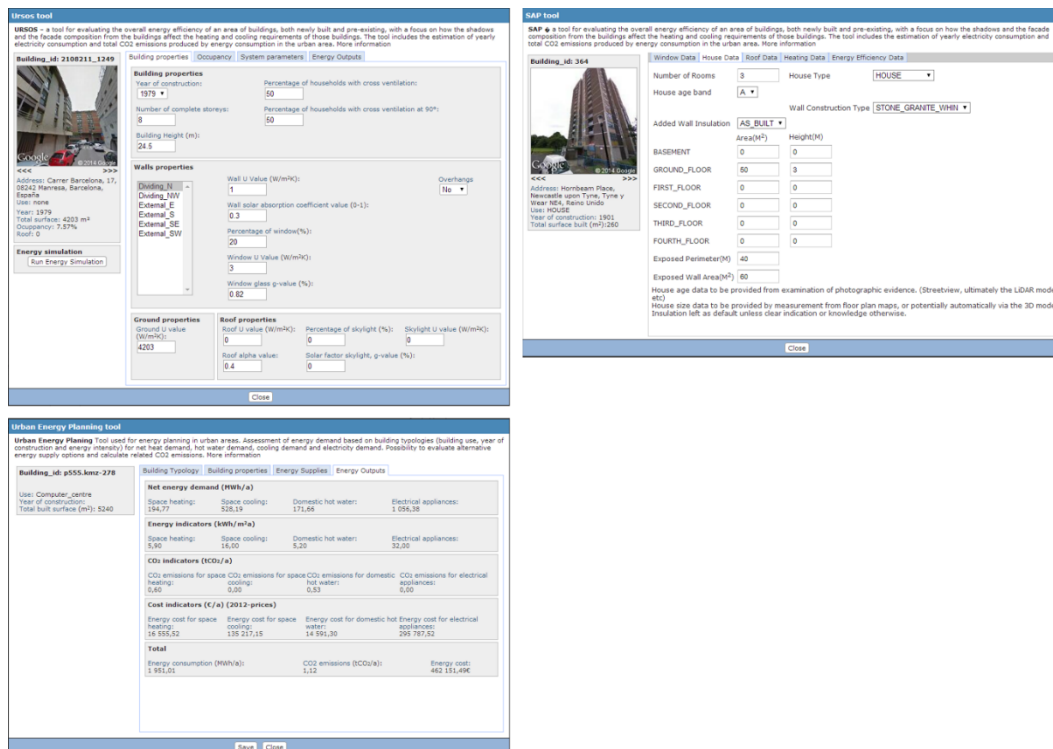 Ursos tool
URSOS – a tool for evaluating the overall energy efficiency of an area of buildings, both newly built and pre-existing, with a focus on how the shadows
and the facade composition from the buildings affect the heating and cooling requirements of those buildings. The tool includes the estimation of yearly
electricity consumption and total CO2 emissions produced by energy consumption in the urban area. More information
Building_id: 2108211_1249
Google
© 2014 Google
<<< >>>
Address: Carrer Barcelona, 17,
08242 Manresa, Barcelona,
España
Use: none
Year: 1979
Total surface: 4203 m²
Ocuppancy: 7.57%
Roof: 0
Energy simulation
Run Energy Simulation
Building properties Occupancy System parameters Energy Outputs
Building properties
Year of construction: Percentage of households with cross ventilation:
1979 50
Number of complete storeys: Percentage of households with cross ventilation at 90°:
8 50
Building Height (m):
24.5
Walls properties
Dividing_N
Dividing_NW
External_E
External_S
External_SE
External_SW
Wall U Value (W/m²K): Overhangs
1 No
Wall solar absorption coefficient value (0-1):
0.3
Percentage of window(%):
20
Window U Value (W/m²K):
3
Window glass g-value (%):
0.82
Ground properties
Ground U value
(W/m²K):
4203
Roof properties
Roof U value (W/m²K): Percentage of skylight (%): Skylight U value (W/m²K):
0 0 0
Roof alpha value: Solar factor skylight, g-value (%):
0.4 0
Close
SAP tool
SAP � a tool for evaluating the overall energy efficiency of an area of buildings, both newly built and pre-existing, with a focus on how the shadows and the facade
composition from the buildings affect the heating and cooling requirements of those buildings. The tool includes the estimation of yearly electricity consumption and
total CO2 emissions produced by energy consumption in the urban area. More information
Building_id: 364
Google
© 2014 Google
<<< >>>
Address: Hornbeam Place,
Newcastle upon Tyne, Tyne y
Wear NE4, Reino Unido
Use: HOUSE
Year of construction: 1901
Total surface built (m²):260
Window Data House Data Roof Data Heating Data Energy Efficiency Data
Number of Rooms 3 House Type HOUSE
House age band A
Wall Construction Type STONE_GRANITE_WHIN
Added Wall Insulation AS_BUILT
Area(M²) Height(M)
BASEMENT 0 0
GROUND_FLOOR 60 3
FIRST_FLOOR 0 0
SECOND_FLOOR 0 0
THIRD_FLOOR 0 0
FOURTH_FLOOR 0 0
Exposed Perimeter(M) 40
Exposed Wall Area(M²) 60
House age data to be provided from examination of photographic evidence. (Streetview, ultimately the LiDAR mode
etc)
House size data to be provided by measurement from floor plan maps, or potentially automatically via the 3D mode
Insulation left as default unless clear indication or knowledge otherwise.
Close
Urban Energy Planning tool
Urban Energy Planing Tool used for energy planning in urban areas. Assessment of energy demand based on building typologies (building use, year of
construction and energy intensity) for net heat demand, hot water demand, cooling demand and electricity demand. Possibility to evaluate alternative
energy supply options and calculate related CO2 emissions. More information
Building_id: p555.kmz-278
Use: Computer_centre
Year of construction:
Total built surface (m²): 5240
Building Typology Building properties Energy Supplies Energy Outputs
Net energy demand (MWh/a)
Space heating: Space cooling: Domestic hot water: Electrical appliances:
194,77 528,19 171,66 1 056,38
Energy indicators (kWh/m²a)
Space heating: Space cooling: Domestic hot water: Electrical appliances:
5,90 16,00 5,20 32,00
CO₂ indicators (tCO₂/a)
CO₂ emissions for space CO₂ emissions for space CO₂ emissions for domestic CO₂ emissions for electrical
heating: cooling: hot water: appliances:
0,60 0,00 0,53 0,00
Cost indicators (€/a) (2012-prices)
Energy cost for space Energy cost for space Energy cost for domestic hot Energy cost for electrical
heating: cooling: water: appliances:
16 555,52 135 217,15 14 591,30 295 787,52
Total
Energy consumption (MWh/a): CO2 emissions (tCO₂/a): Energy cost:
1 951,01 1,12 462 151,49€
Save Close